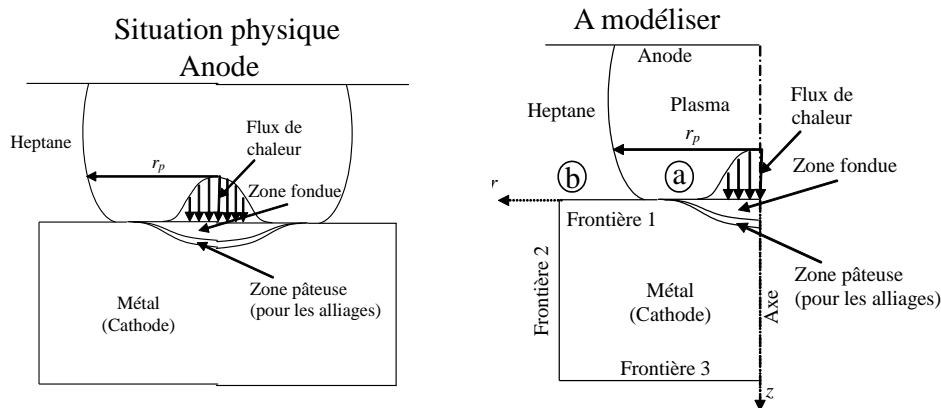 Situation physique
Anode
Heptane
Flux de
chaleur
r_p
Zone fondue
Zone pâteuse
(pour les alliages)
Métal
(Cathode)
A modéliser
Anode
Heptane
Plasma
Flux de
chaleur
r_p
Zone fondue
b
a
r
Frontière 1
Frontière 2
Zone pâteuse
(pour les alliages)
Métal
(Cathode)
Axe
Frontière 3
z